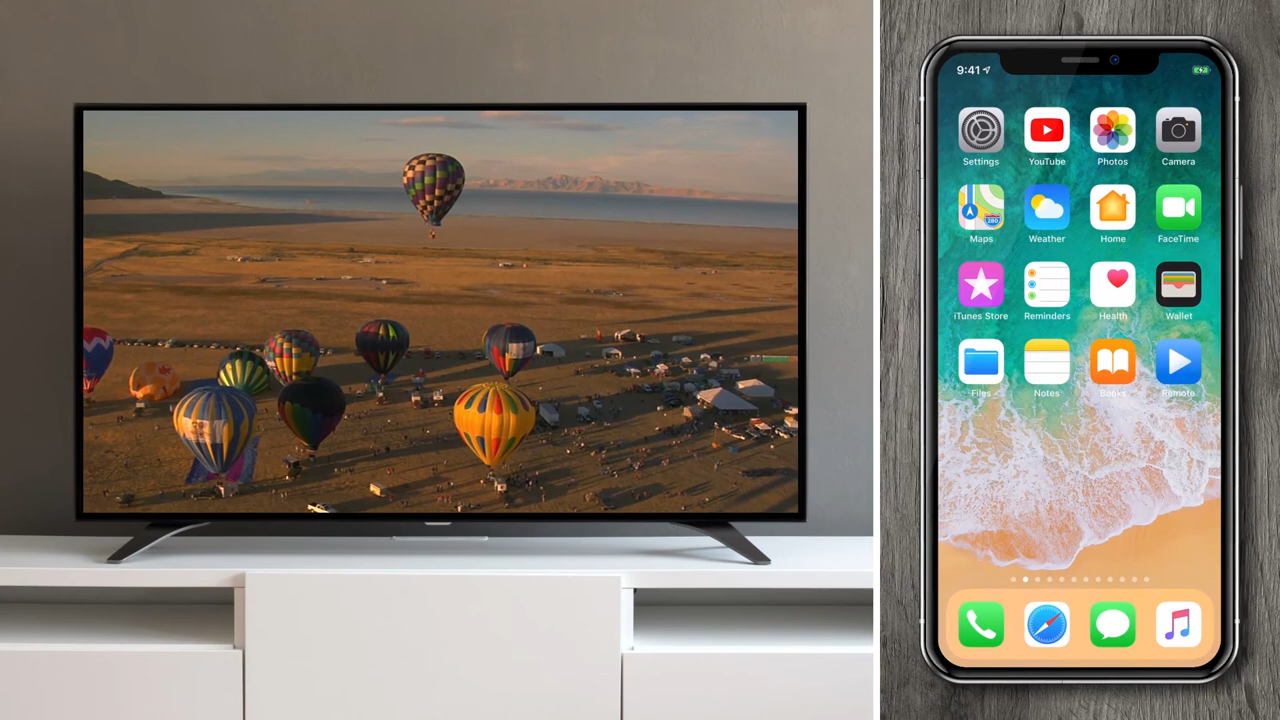 9:41
Settings YouTube Photos Camera
Maps Weather Home FaceTime
280
iTunes Store Reminders Health Wallet
Files Notes Books Remote